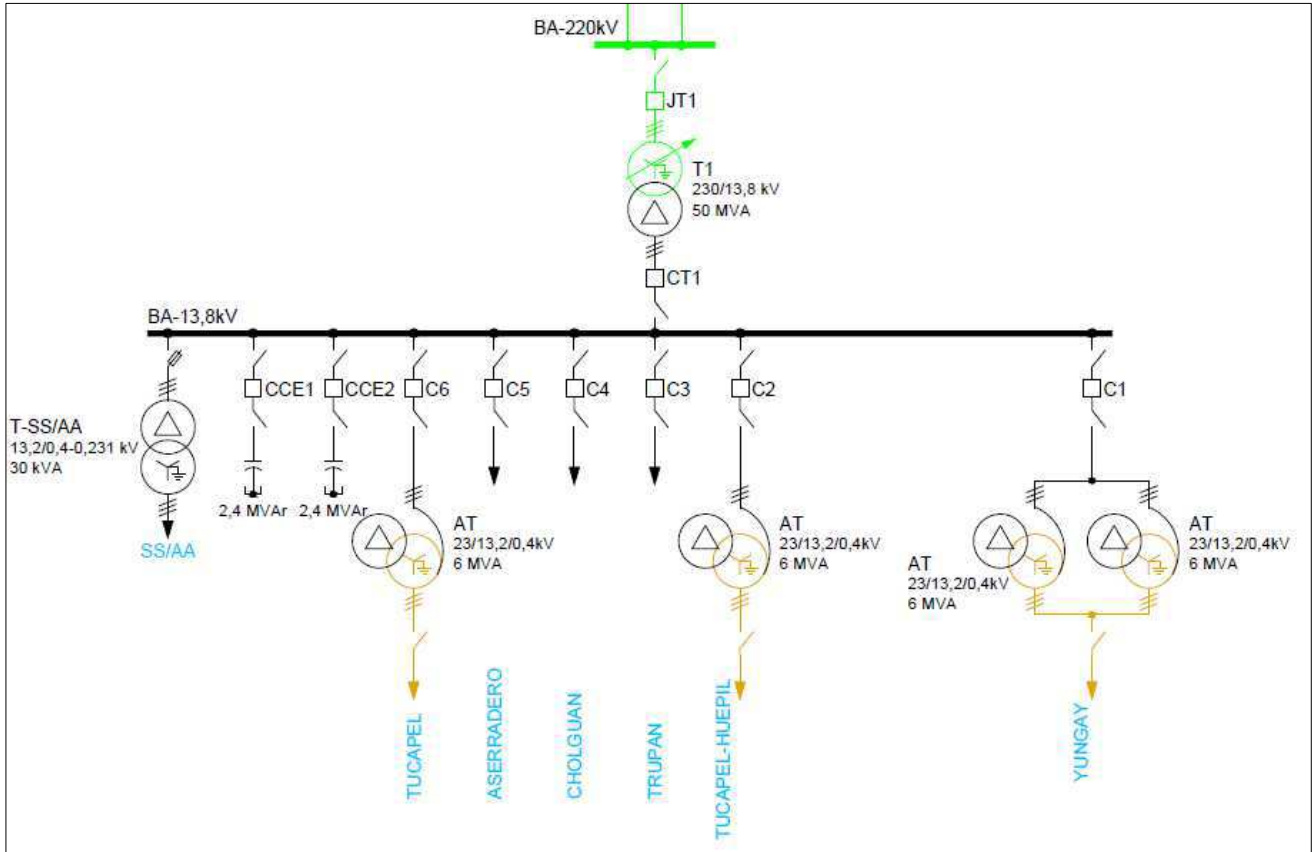 BA-220kV
JT1
T1
230/13,8 kV
50 MVA
CT1
BA-13,8kV
CCE1
CCE2
C6
C5
C4
C3
C2
C1
T-SS/AA
13,2/0,4-0,231 kV
30 kVA
2,4 MVAr
2,4 MVAr
SS/AA
AT
23/13,2/0,4kV
6 MVA
AT
23/13,2/0,4kV
6 MVA
AT
23/13,2/0,4kV
6 MVA
AT
23/13,2/0,4kV
6 MVA
TUCAPEL
ASERRADERO
CHOLGUAN
TRUPAN
TUCAPEL-HUEPIL
YUNGAY